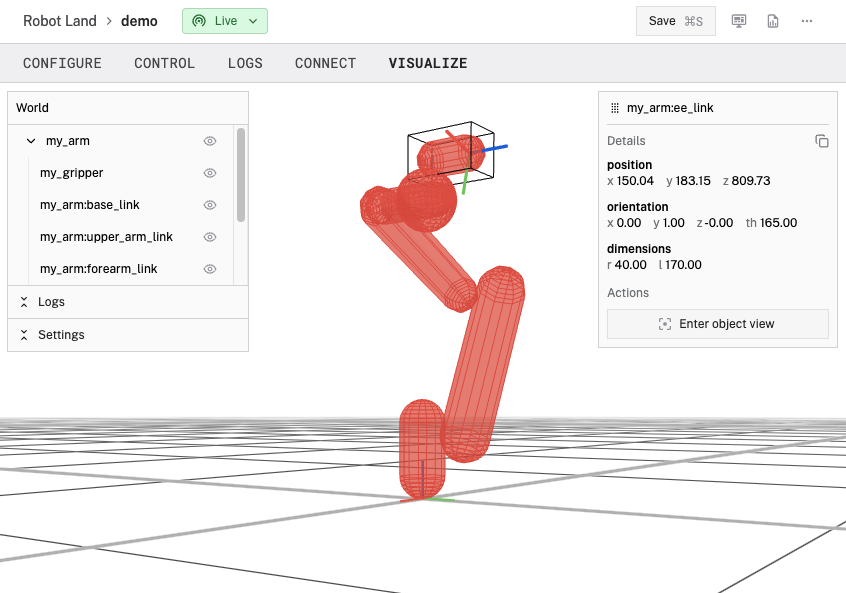 Robot Land > demo Live Save ⌘S
CONFIGURE CONTROL LOGS CONNECT VISUALIZE
World
my_arm
my_gripper
my_arm:base_link
my_arm:upper_arm_link
my_arm:forearm_link
Logs
Settings
my_arm:ee_link
Details
position
x 150.04 y 183.15 z 809.73
orientation
x 0.00 y 1.00 z -0.00 th 165.00
dimensions
r 40.00 l 170.00
Actions
Enter object view